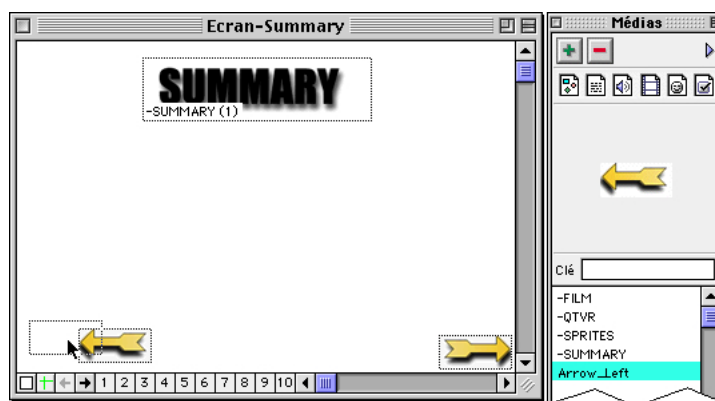 Ecran-Summary
SUMMARY
-SUMMARY (1)
1 2 3 4 5 6 7 8 9 10
Médias
Clé
-FILM
-QTVR
-SPRITES
-SUMMARY
Arrow_Left